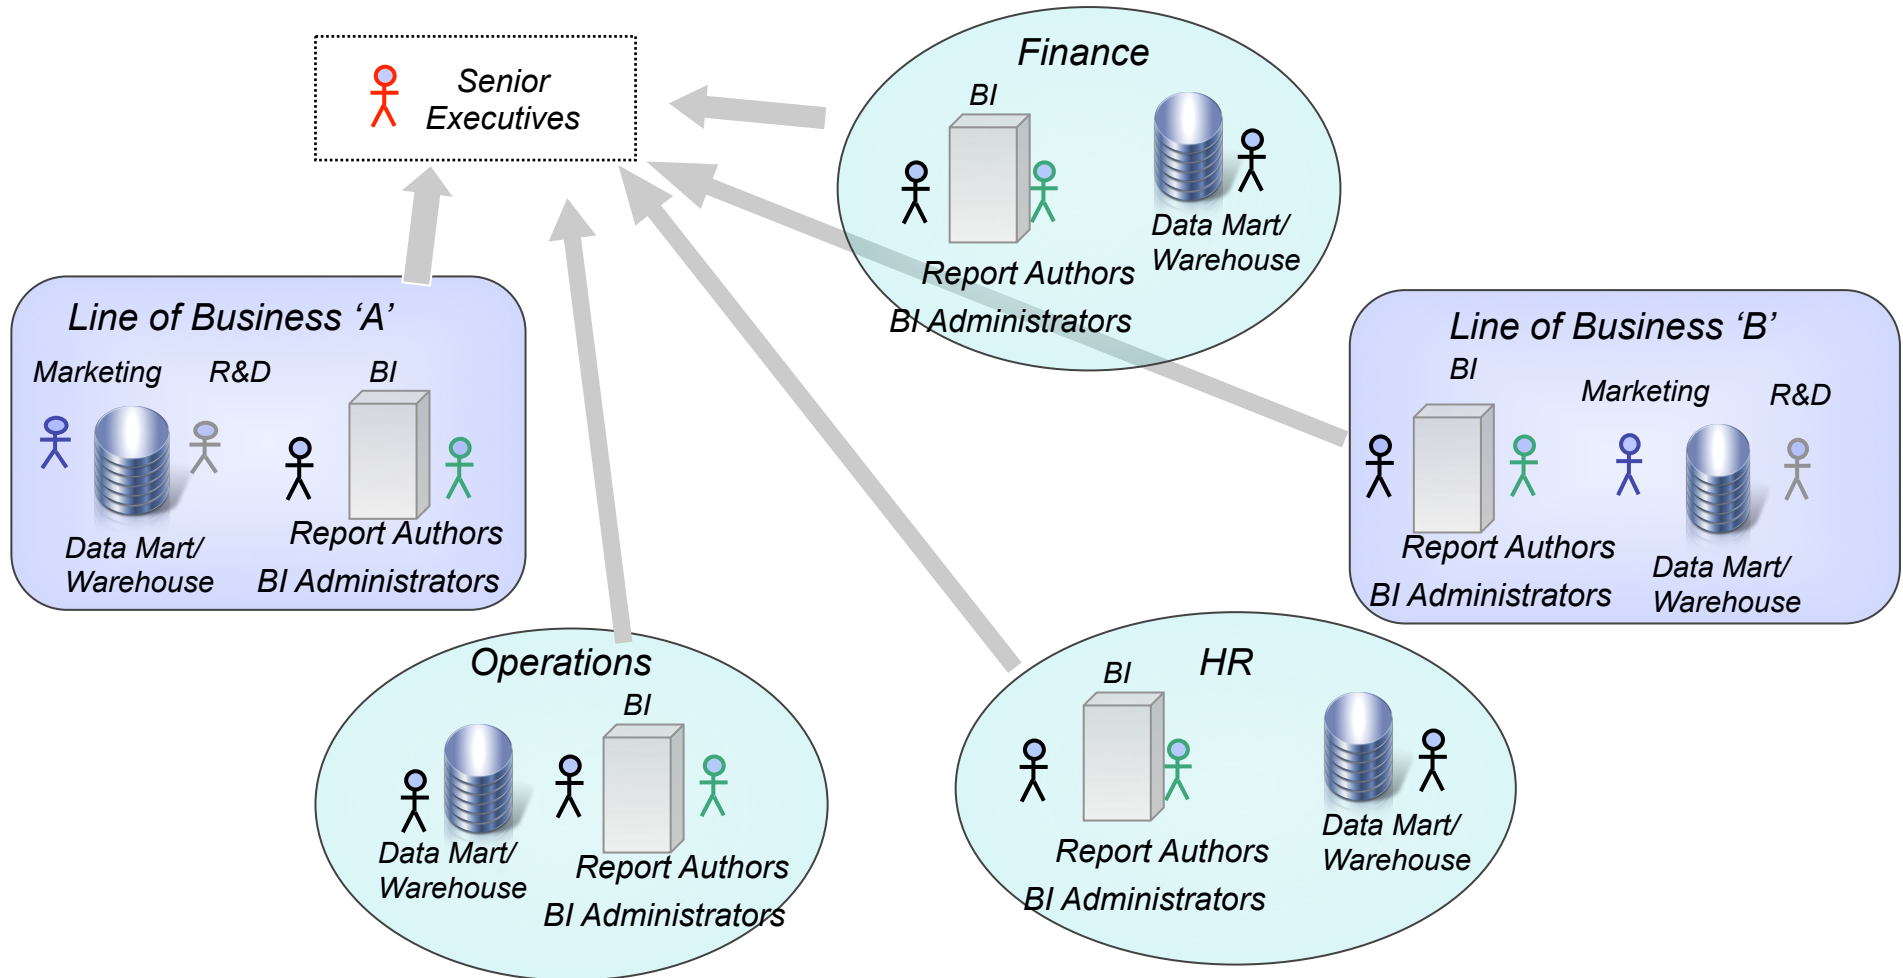 Senior
Executives
Finance
BI
Data Mart/
Warehouse
Report Authors
BI Administrators
Line of Business ‘A’
Marketing
R&D
BI
Data Mart/
Warehouse
Report Authors
BI Administrators
Line of Business ‘B’
BI
Marketing
R&D
Report Authors
BI Administrators
Data Mart/
Warehouse
Operations
BI
Data Mart/
Warehouse
Report Authors
BI Administrators
HR
BI
Report Authors
BI Administrators
Data Mart/
Warehouse